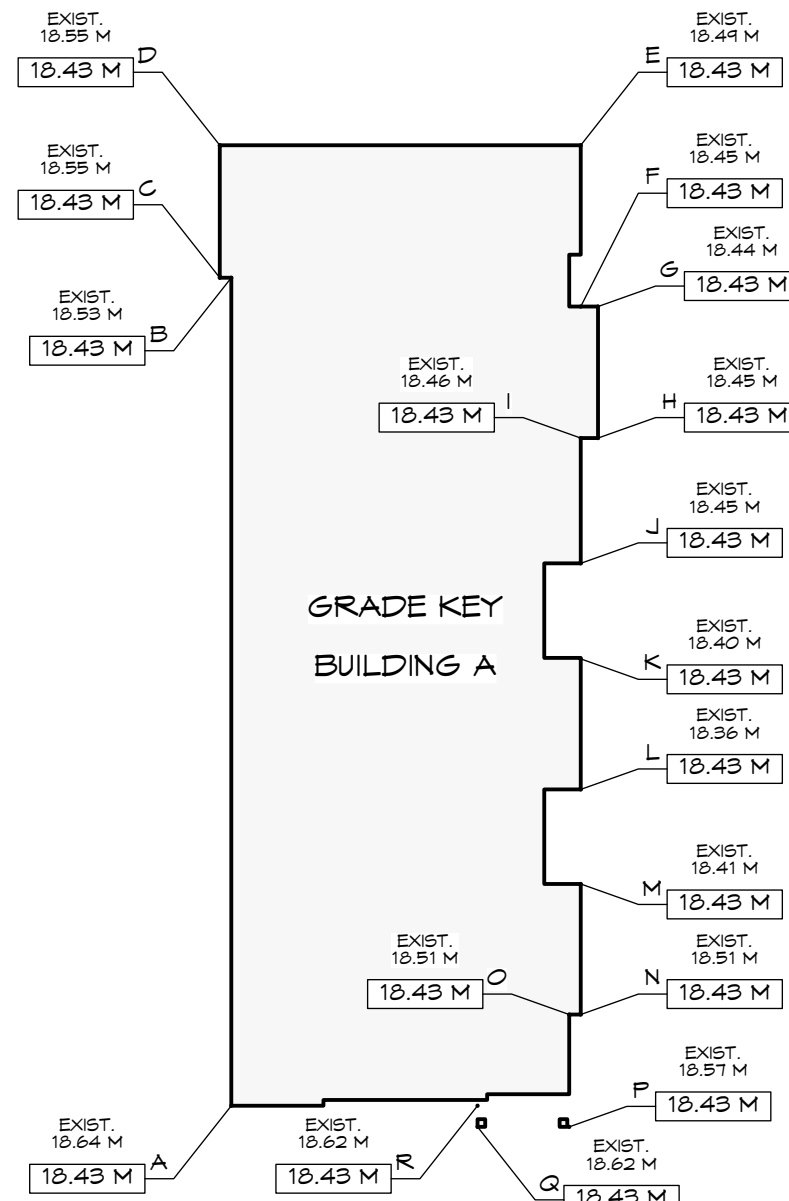 EXIST.
18.55 M
18.43 M
D
EXIST.
18.49 M
E
18.43 M
EXIST.
18.55 M
18.43 M
C
EXIST.
18.45 M
F
18.43 M
EXIST.
18.44 M
G
18.43 M
EXIST.
18.53 M
18.43 M
B
EXIST.
18.46 M
18.43 M
I
EXIST.
18.45 M
H
18.43 M
EXIST.
18.45 M
J
18.43 M
GRADE KEY
BUILDING A
EXIST.
18.40 M
K
18.43 M
EXIST.
18.36 M
L
18.43 M
EXIST.
18.41 M
M
18.43 M
EXIST.
18.51 M
18.43 M
O
EXIST.
18.51 M
N
18.43 M
EXIST.
18.57 M
P
18.43 M
EXIST.
18.64 M
18.43 M
A
EXIST.
18.62 M
18.43 M
R
EXIST.
18.62 M
Q
18.43 M